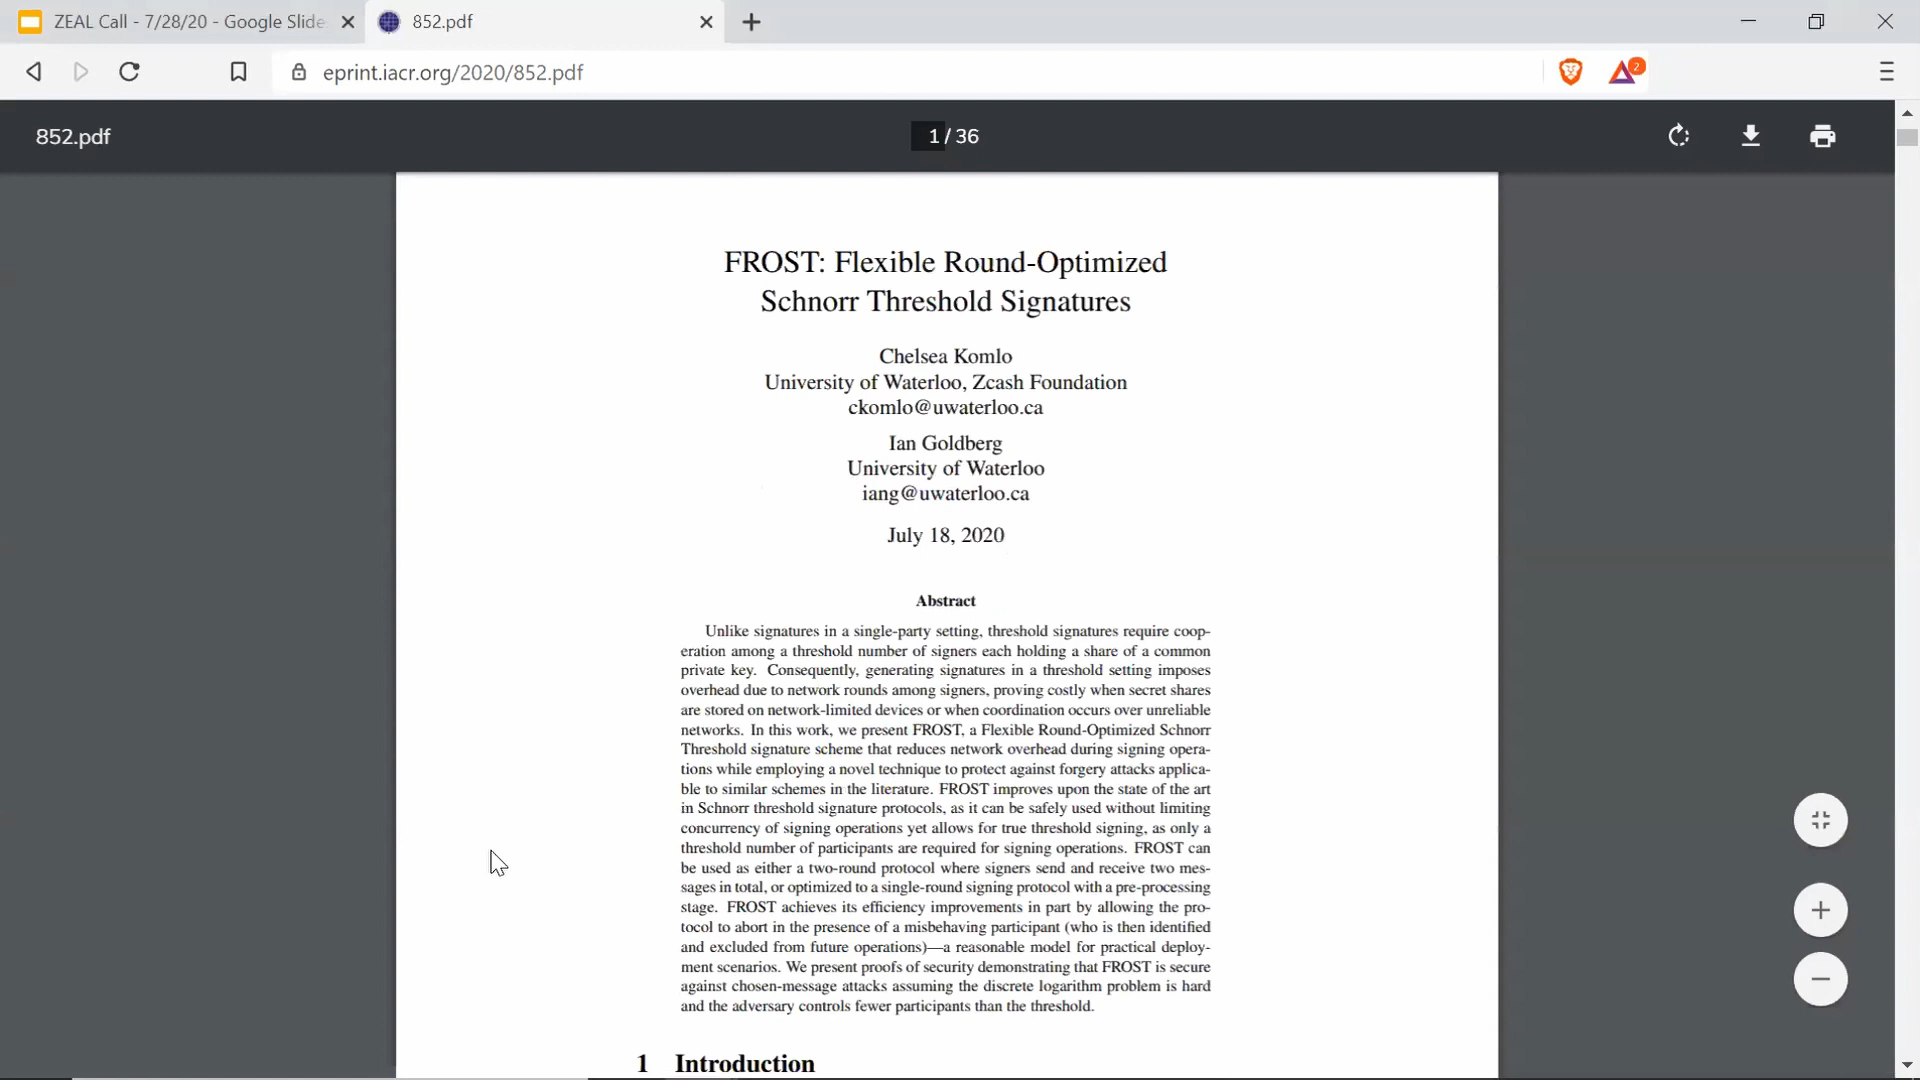 ZEAL Call - 7/28/20 - Google Slide
852.pdf
eprint.iacr.org/2020/852.pdf
2
852.pdf
1 / 36
FROST: Flexible Round-Optimized
Schnorr Threshold Signatures
Chelsea Komlo
University of Waterloo, Zcash Foundation
ckomlo@uwaterloo.ca
Ian Goldberg
University of Waterloo
iang@uwaterloo.ca
July 18, 2020
Abstract
Unlike signatures in a single-party setting, threshold signatures require coop-
eration among a threshold number of signers each holding a share of a common
private key. Consequently, generating signatures in a threshold setting imposes
overhead due to network rounds among signers, proving costly when secret shares
are stored on network-limited devices or when coordination occurs over unreliable
networks. In this work, we present FROST, a Flexible Round-Optimized Schnorr
Threshold signature scheme that reduces network overhead during signing opera-
tions while employing a novel technique to protect against forgery attacks applica-
ble to similar schemes in the literature. FROST improves upon the state of the art
in Schnorr threshold signature protocols, as it can be safely used without limiting
concurrency of signing operations yet allows for true threshold signing, as only a
threshold number of participants are required for signing operations. FROST can
be used as either a two-round protocol where signers send and receive two mes-
sages in total, or optimized to a single-round signing protocol with a pre-processing
stage. FROST achieves its efficiency improvements in part by allowing the pro-
tocol to abort in the presence of a misbehaving participant (who is then identified
and excluded from future operations)—a reasonable model for practical deploy-
ment scenarios. We present proofs of security demonstrating that FROST is secure
against chosen-message attacks assuming the discrete logarithm problem is hard
and the adversary controls fewer participants than the threshold.
1 Introduction